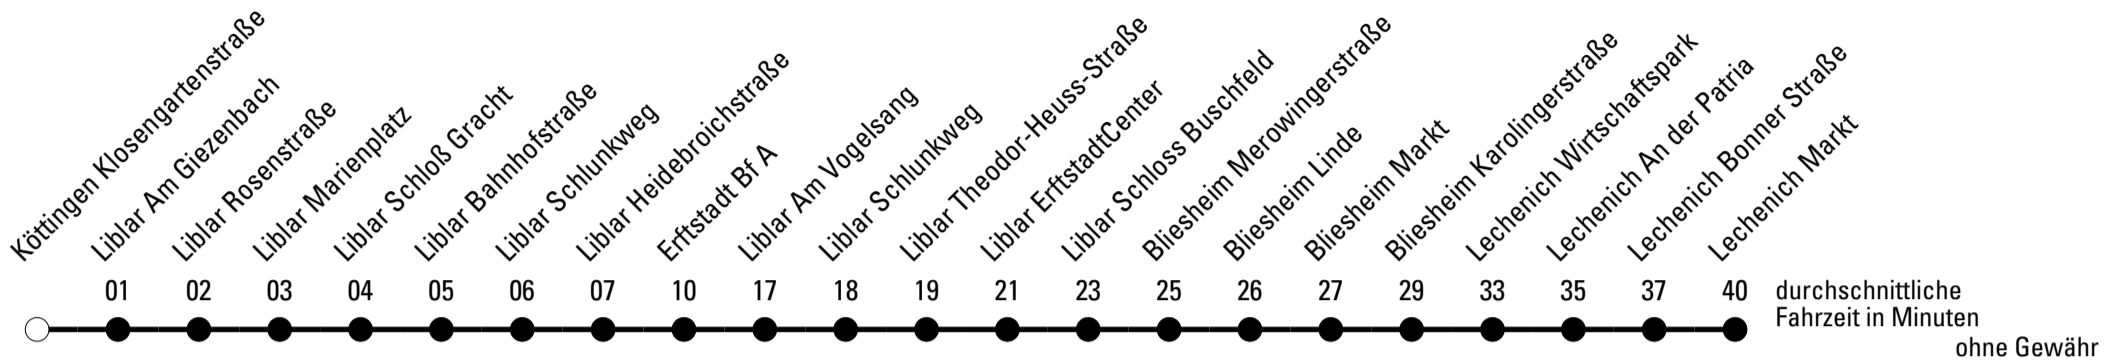 Köttingen Klosengartenstraße
Liblar Am Giezenbach
Liblar Rosenstraße
Liblar Marienplatz
Liblar Schloß Gracht
Liblar Bahnhofstraße
Liblar Schlunkweg
Liblar Heidebroichstraße
Erftstadt Bf A
Liblar Am Vogelsang
Liblar Schlunkweg
Liblar Theodor-Heuss-Straße
Liblar ErftstadtCenter
Liblar Schloss Buschfeld
Bliesheim Merowingerstraße
Bliesheim Linde
Bliesheim Markt
Bliesheim Karolingerstraße
Lechenich Wirtschaftspark
Lechenich An der Patria
Lechenich Bonner Straße
Lechenich Markt
01 02 03 04 05 06 07 10 17 18 19 21 23 25 26 27 29 33 35 37 40 durchschnittliche
Fahrzeit in Minuten
ohne Gewähr